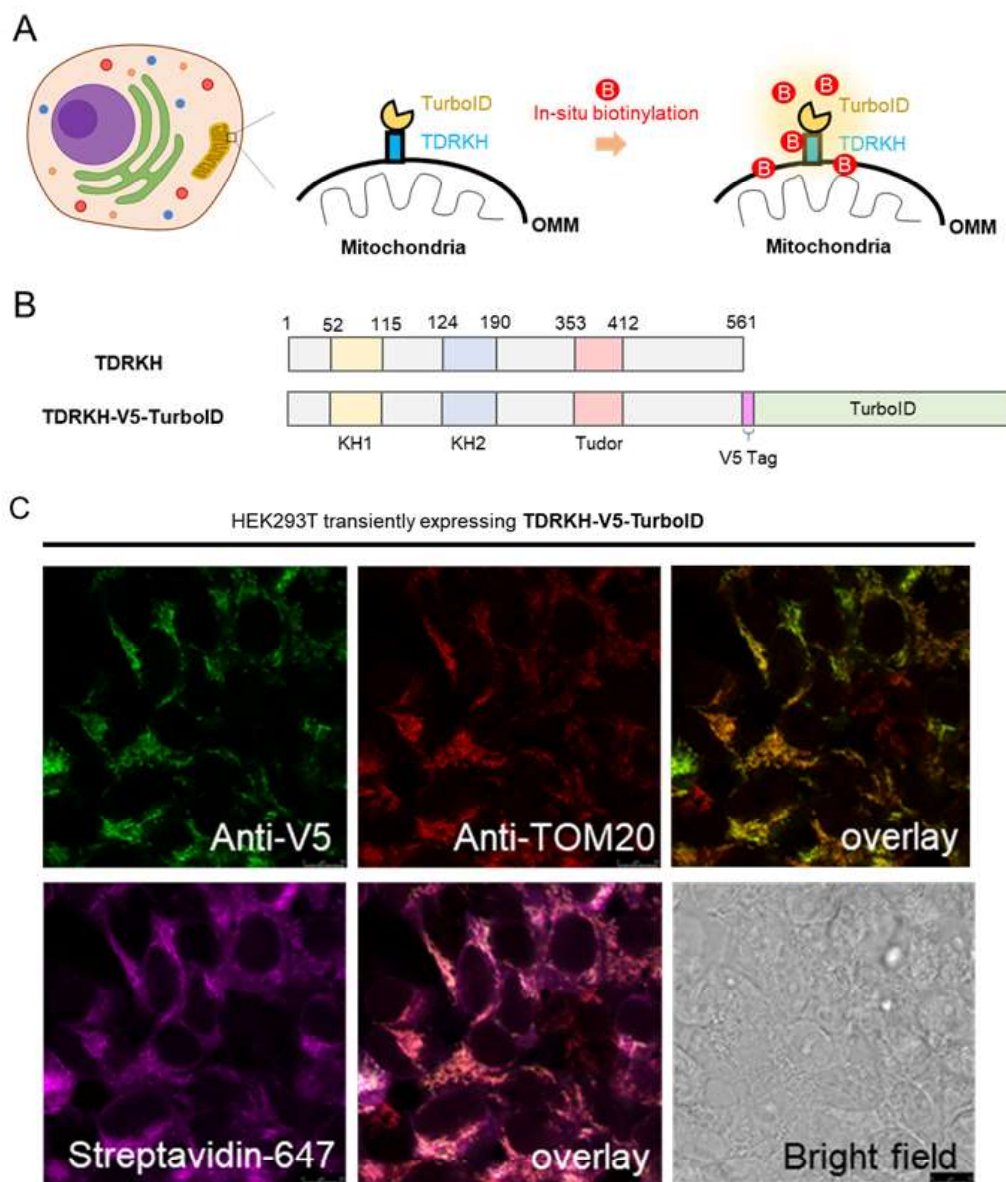 A
TurboID
TDRKH
OMM
Mitochondria
B
In-situ biotinylation
B
B
B
TurboID
B
TDRKH
B
B
OMM
Mitochondria
B
1 52 115 124 190 353 412 561
TDRKH
TDRKH-V5-TurboID
TurboID
KH1 KH2 Tudor
V5 Tag
C
HEK293T transiently expressing TDRKH-V5-TurboID
Anti-V5
Anti-TOM20
overlay
Streptavidin-647
overlay
Bright field